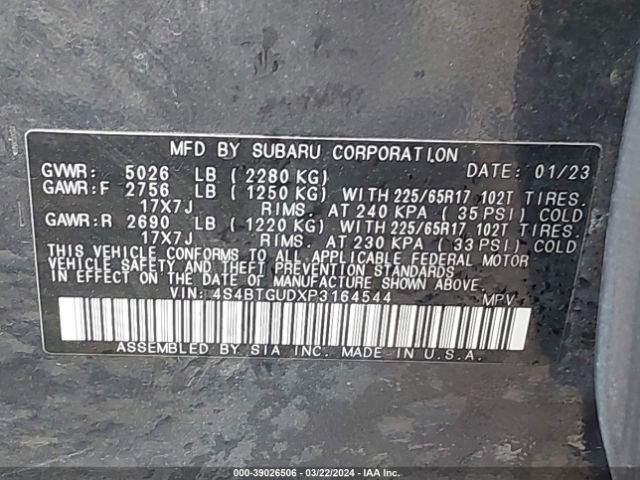 MFD BY SUBARU CORPORATION DATE: 01/23
GVWR: 5026 LB (2280 KG)
GAWR:F 2756 LB (1250 KG) WITH 225/65R17 102T TIRES.
17X7J RIMS. AT 240 KPA (35 PSI) COLD
GAWR:R 2690 LB (1220 KG) WITH 225/65R17 102T TIRES.
17X7J RIMS. AT 230 KPA (33 PSI) COLD
THIS VEHICLE CONFORMS TO ALL APPLICABLE FEDERAL MOTOR
VEHICLE SAFETY AND THEFT PREVENTION STANDARDS
IN EFFECT ON THE DATE OF MANUFACTURE SHOWN ABOVE.
VIN: 4S4BTGUDXP3164544 MPV
ASSEMBLED BY SIA INC. MADE IN U.S.A.
000-39026506 - 03/22/2024 - IAA Inc.